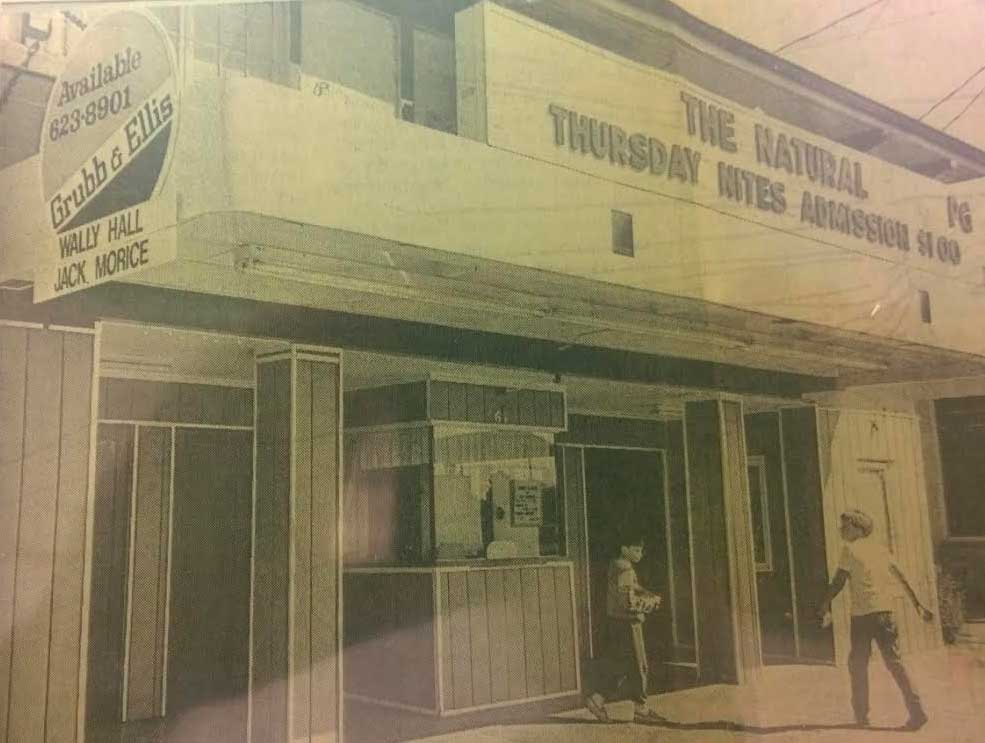 Available
623-8901
Grubb & Ellis
WALLY HALL
JACK MORICE
THE NATURAL PG
THURSDAY NITES ADMISSION $1 00